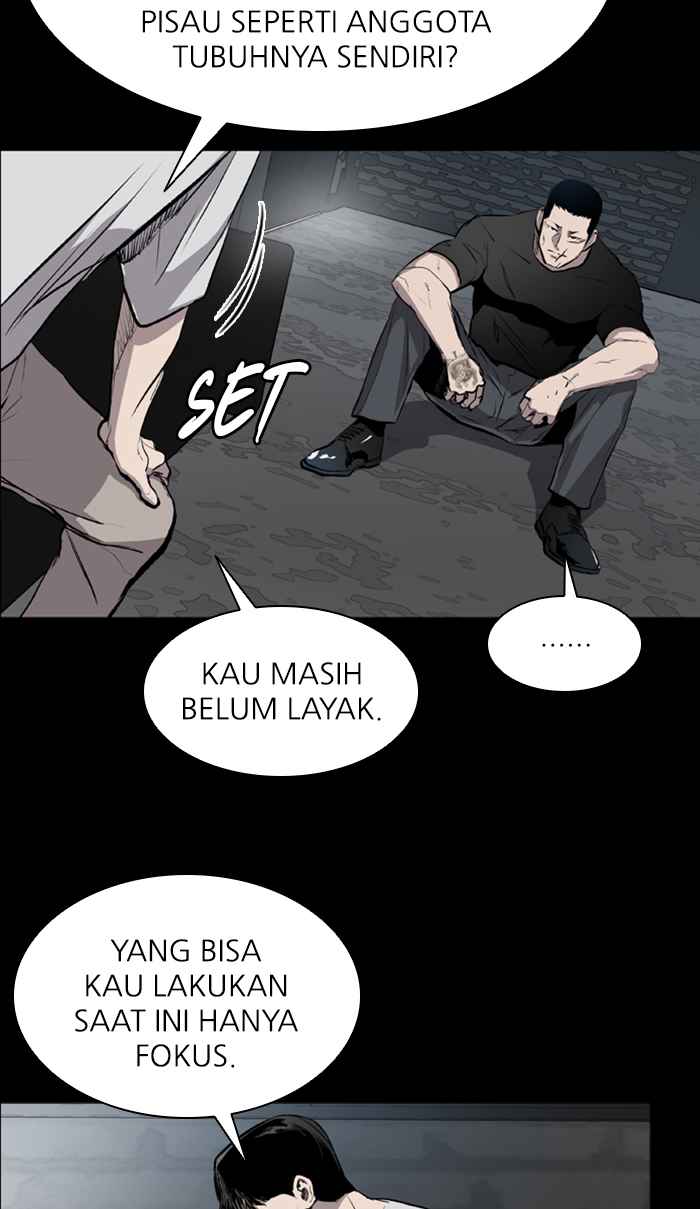 PISAU SEPERTI ANGGOTA
TUBUHNYA SENDIRI?
SET
KAU MASIH
BELUM LAYAK.
......
YANG BISA
KAU LAKUKAN
SAAT INI HANYA
FOKUS.